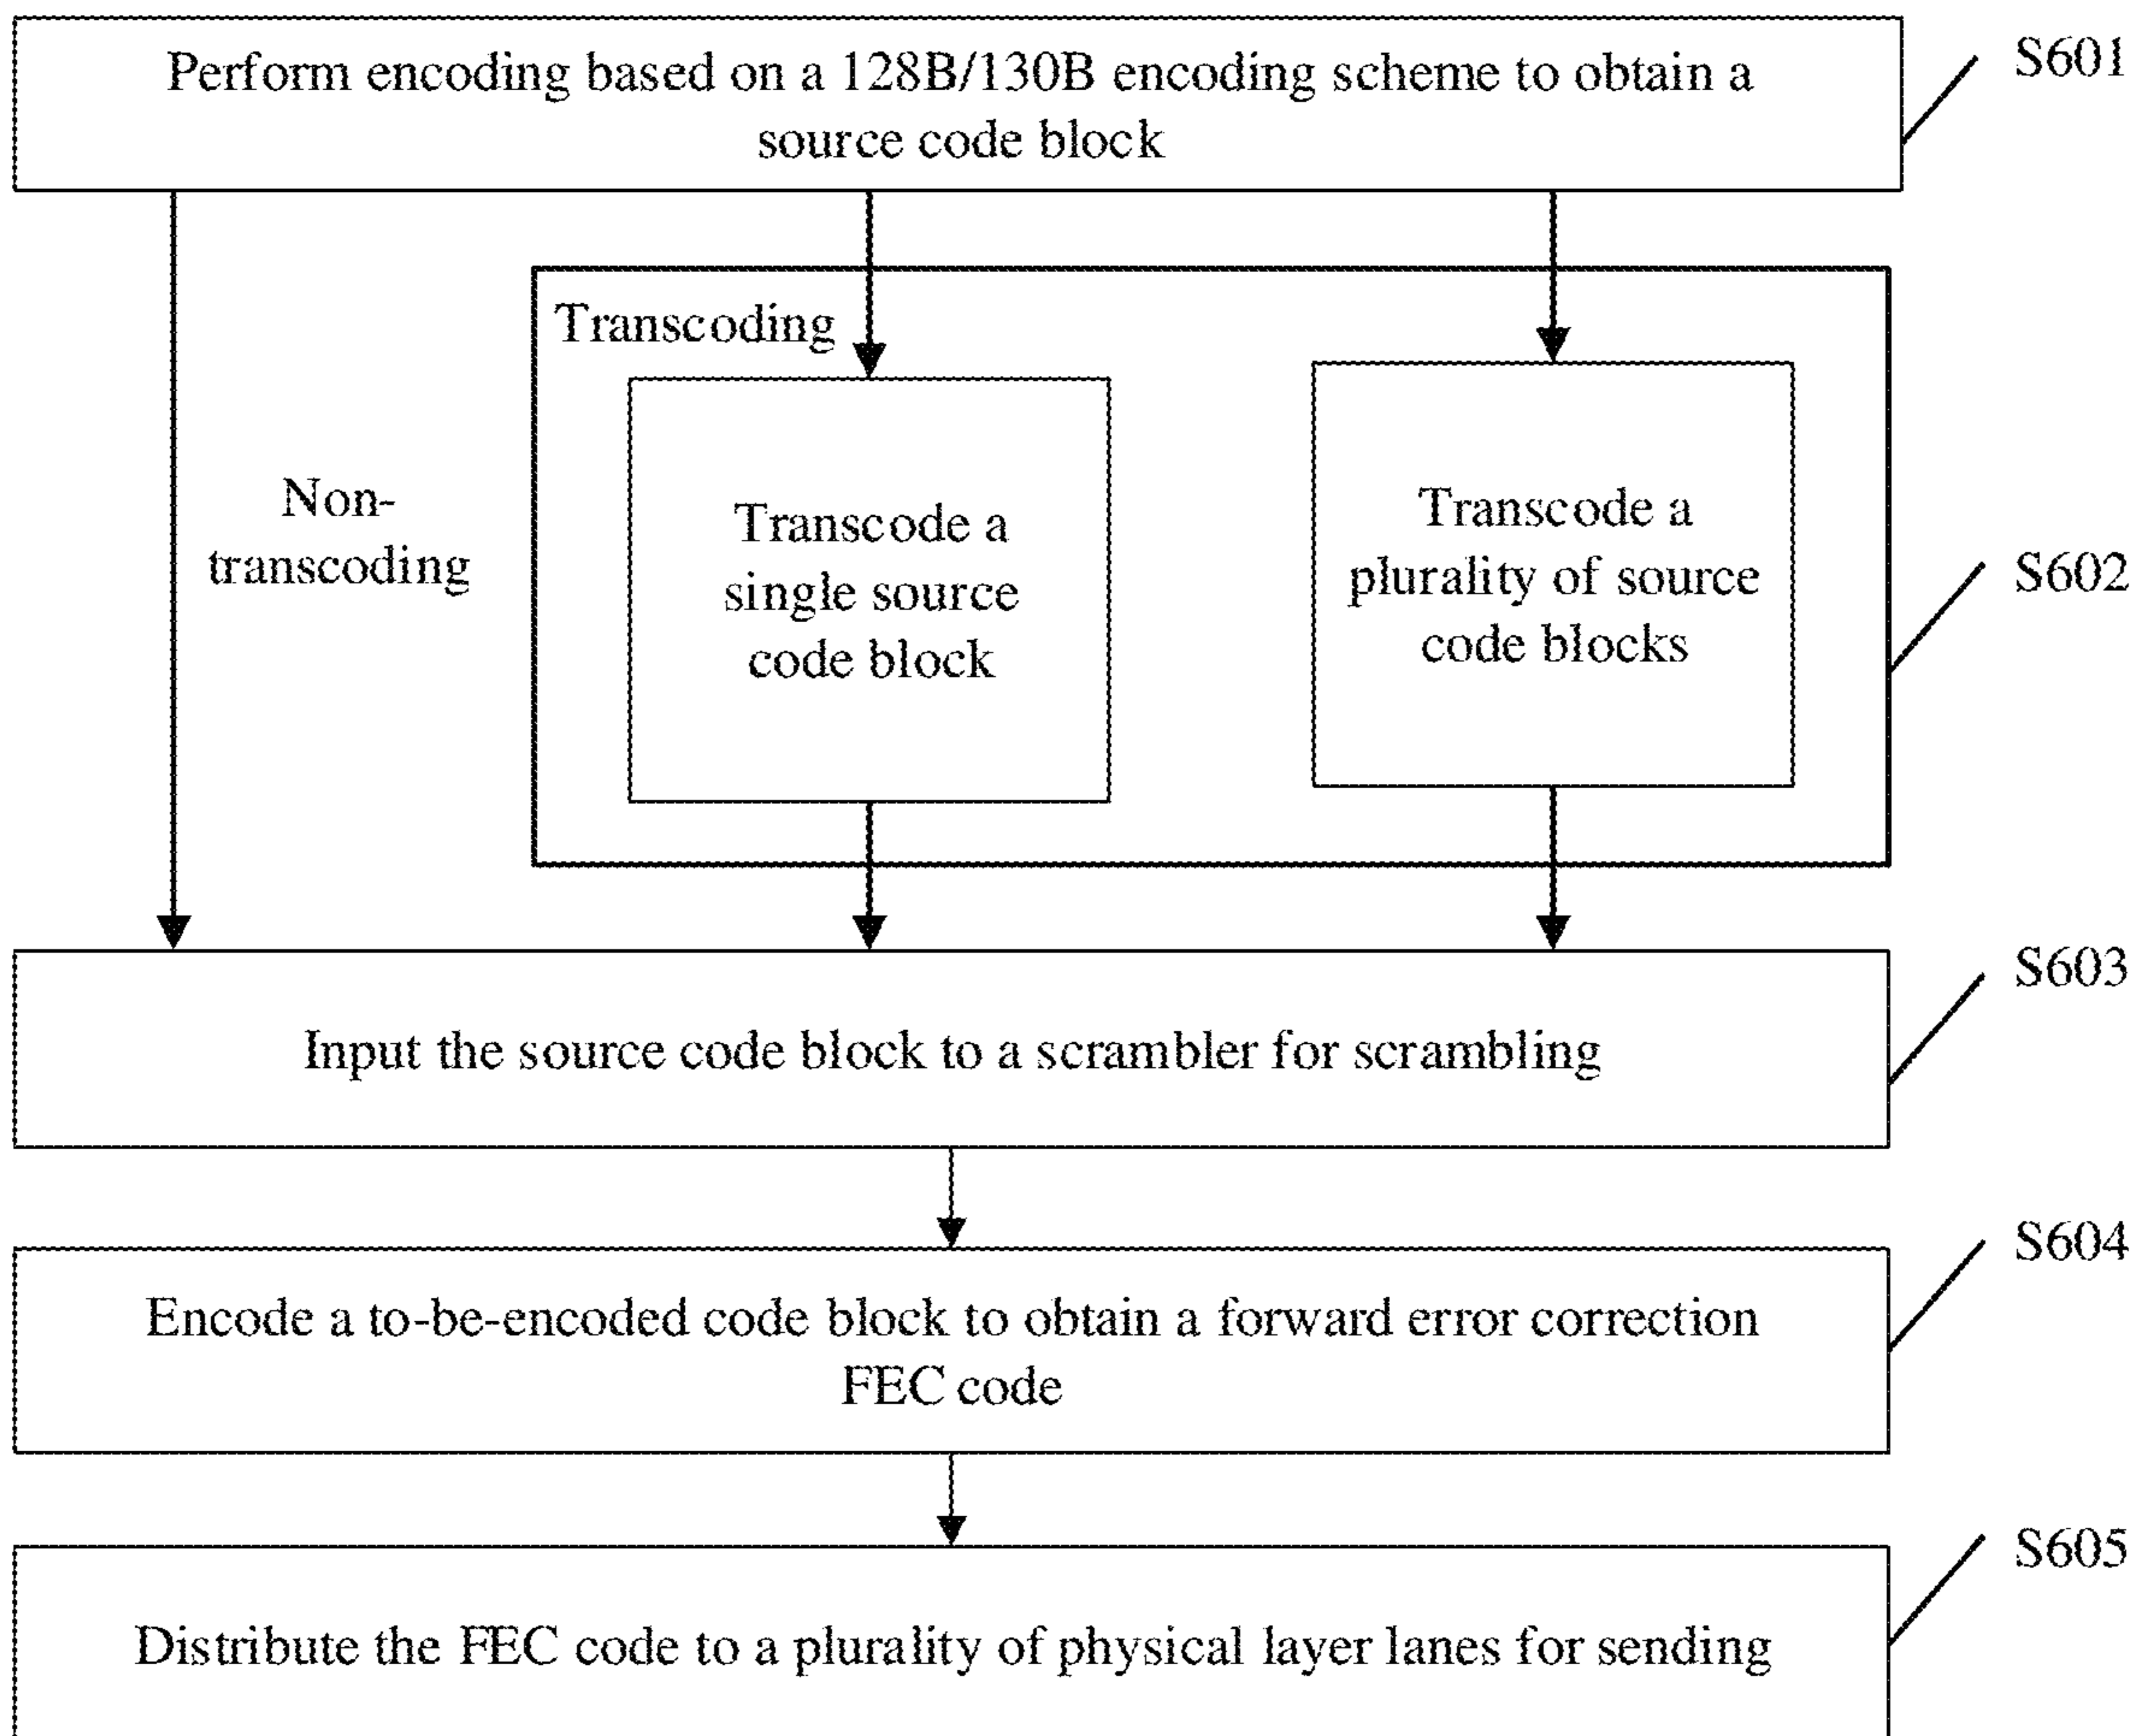 Perform encoding based on a 128B/130B encoding scheme to obtain a
source code block
S601
Transcoding
Non-
transcoding
Transcode a
single source
code block
Transcode a
plurality of source
code blocks
S602
Input the source code block to a scrambler for scrambling
S603
Encode a to-be-encoded code block to obtain a forward error correction
FEC code
S604
Distribute the FEC code to a plurality of physical layer lanes for sending
S605